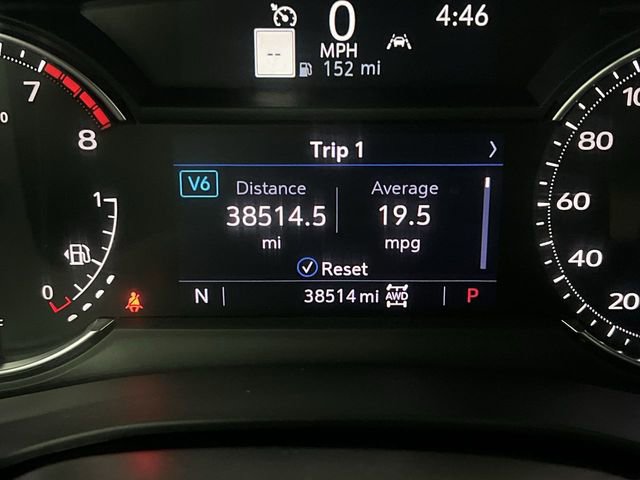 0 4:46
MPH
--
152 mi
7
8
0
1
0
F
Trip 1
V6
Distance Average
38514.5 19.5
mi mpg
Reset
N 38514 mi AWD P
10
80
60
40
20